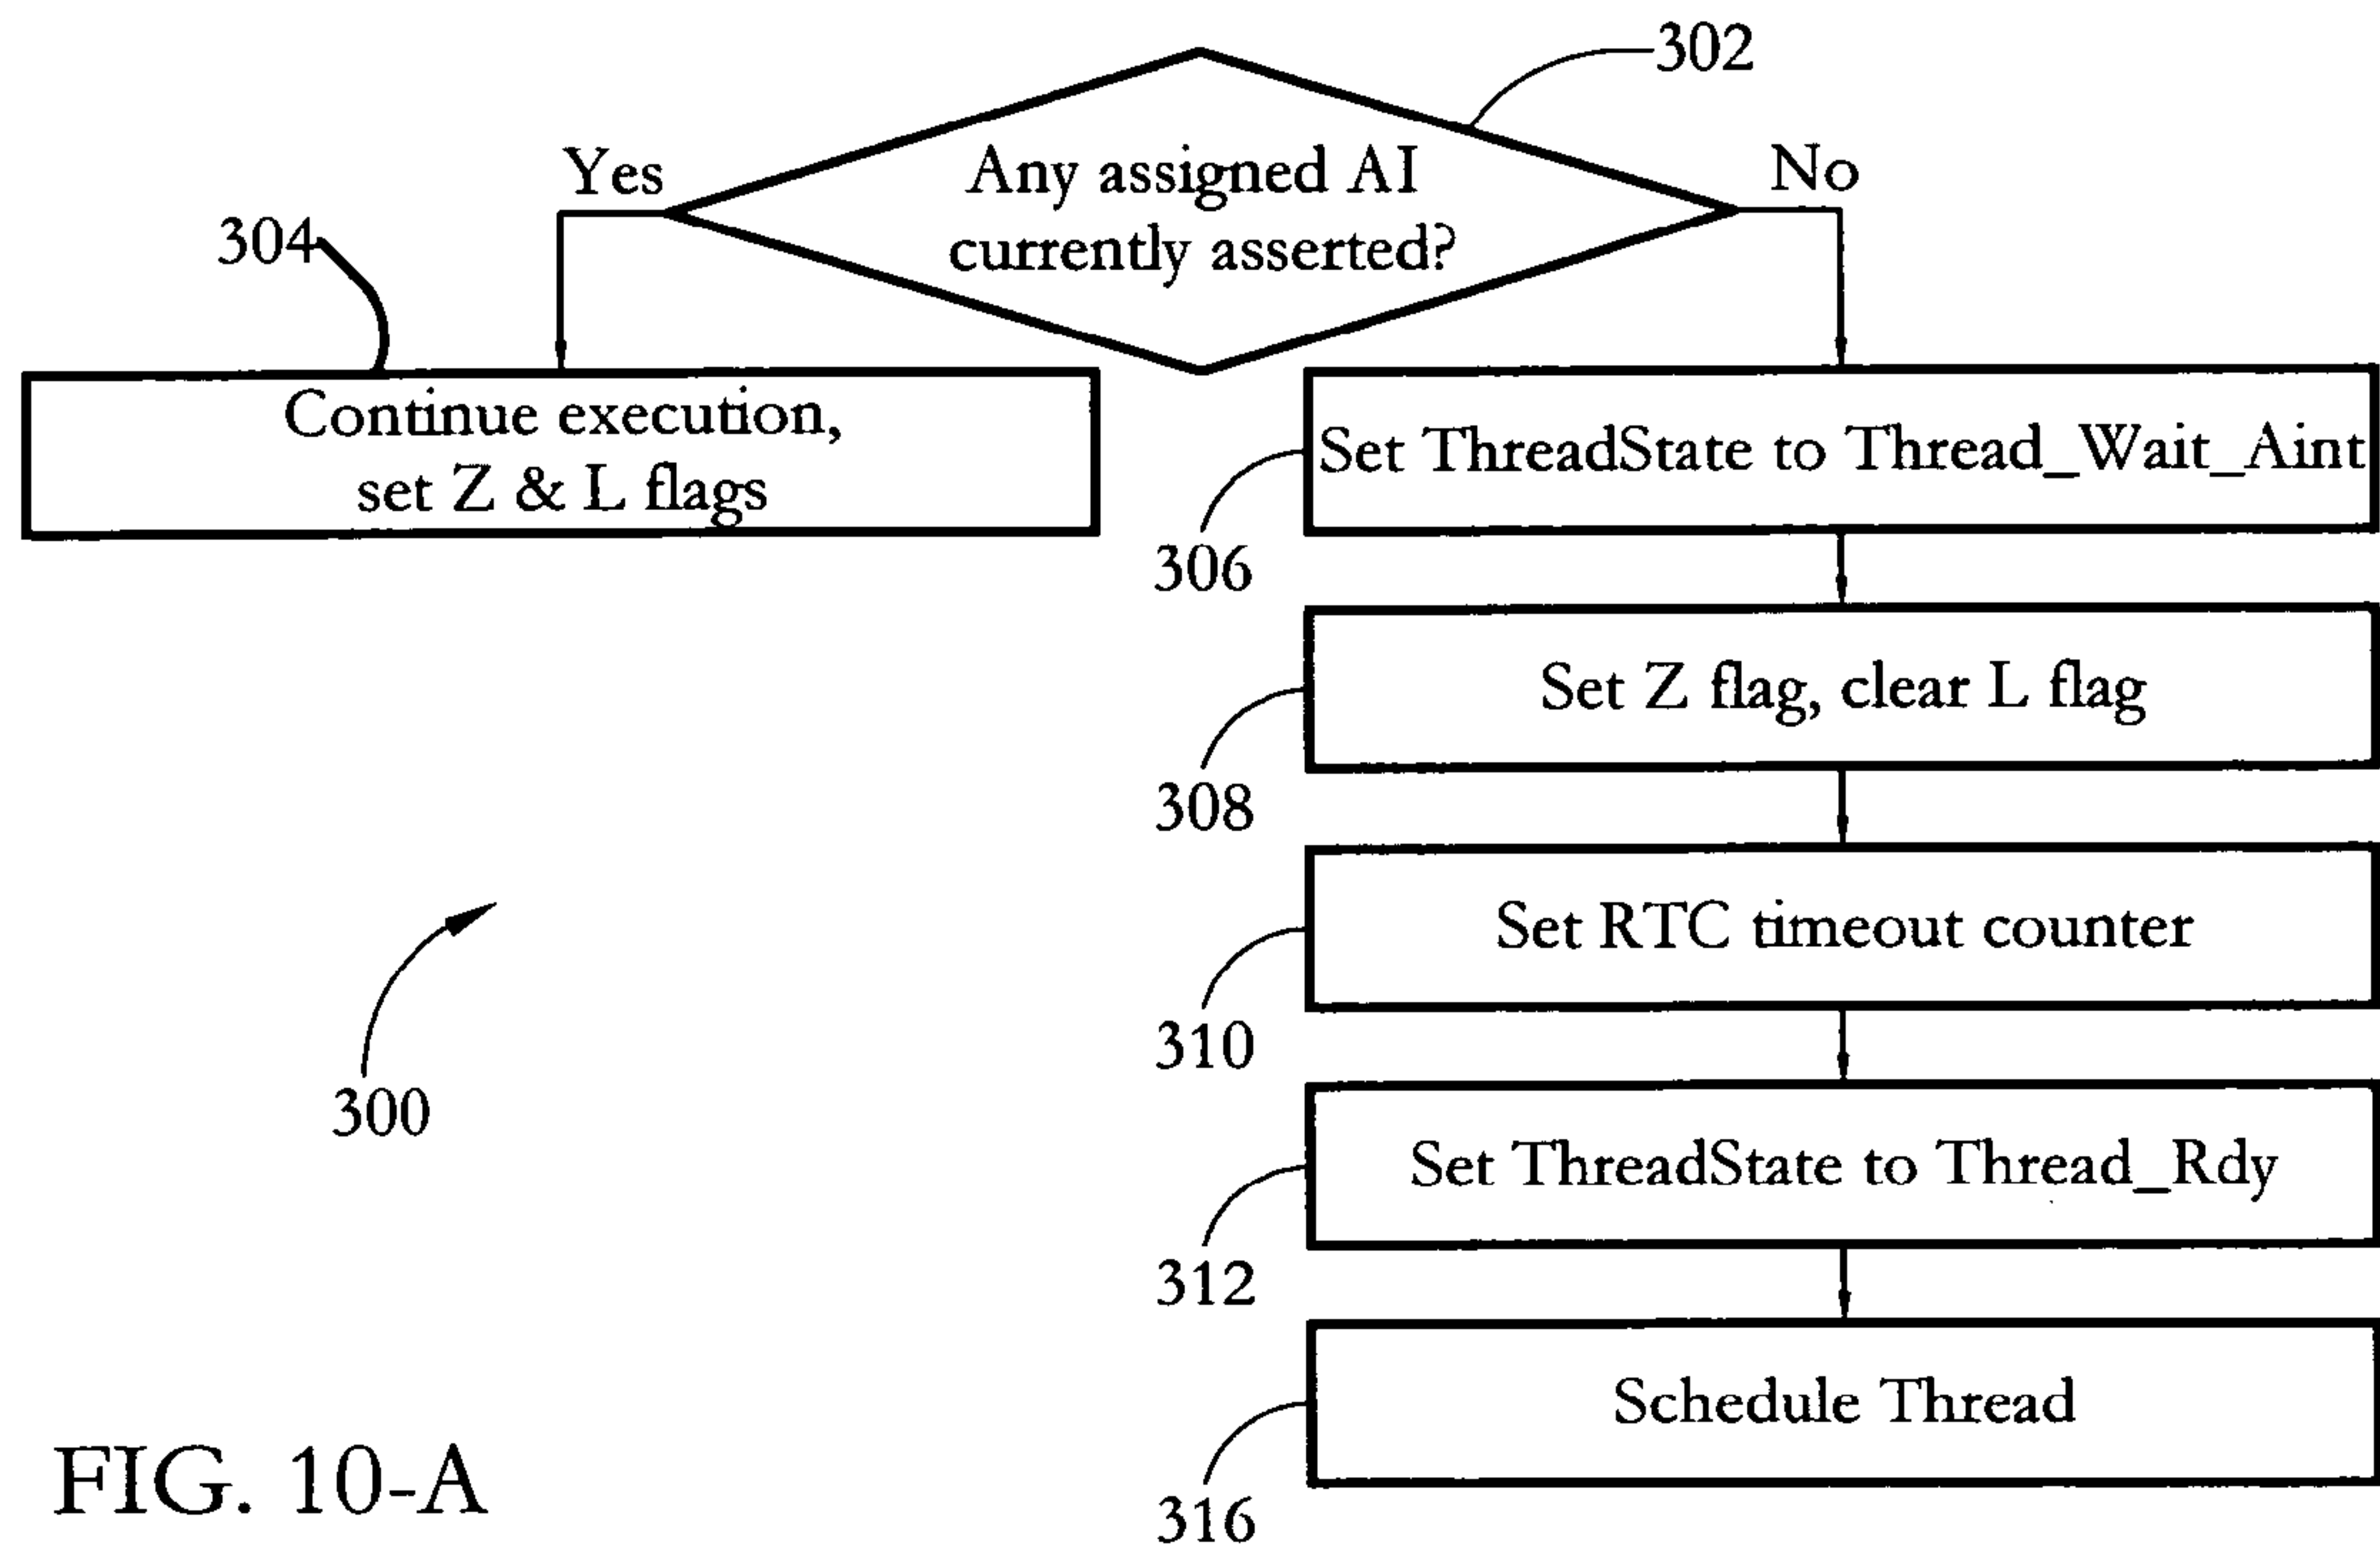 302
Any assigned AI
currently asserted?
Yes
No
304
Continue execution,
set Z & L flags
Set ThreadState to Thread_Wait_Aint
306
Set Z flag, clear L flag
308
Set RTC timeout counter
310
300
Set ThreadState to Thread_Rdy
312
Schedule Thread
316
FIG. 10-A